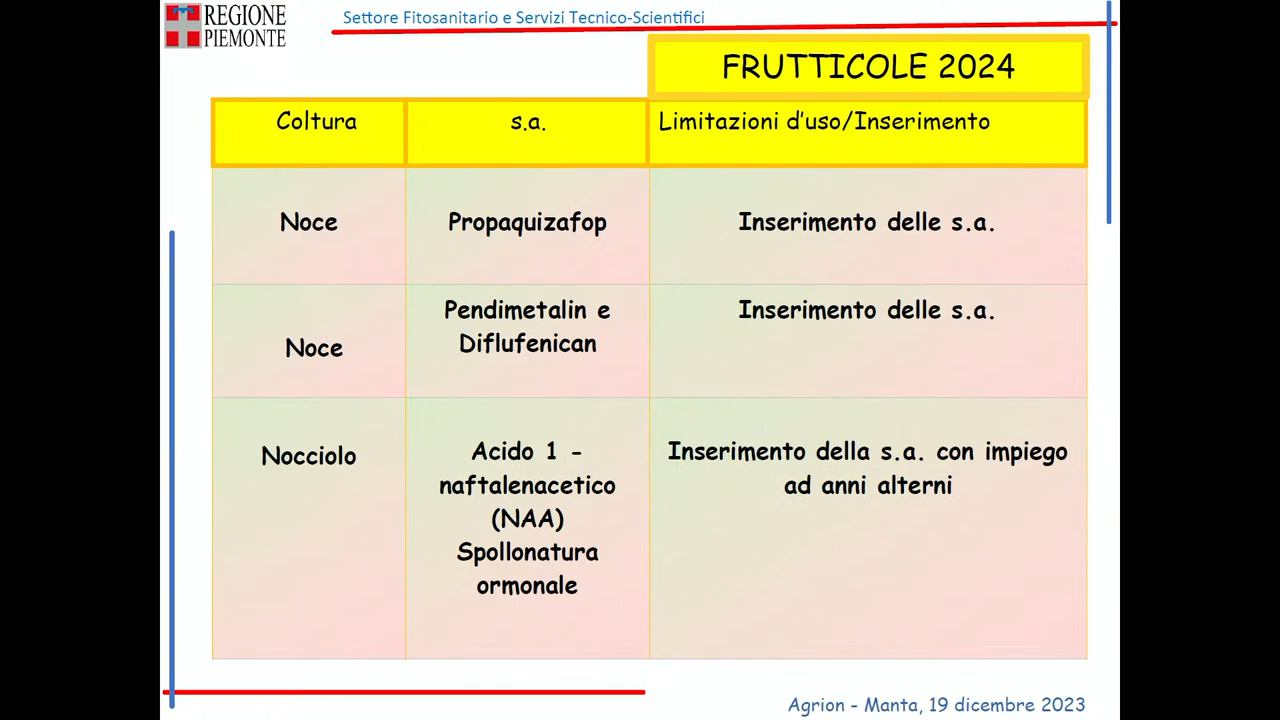 REGIONE
PIEMONTE
Settore Fitosanitario e Servizi Tecnico-Scientifici
FRUTTICOLE 2024
Coltura
s.a.
Limitazioni d'uso/Inserimento
Noce
Propaquizafop
Inserimento delle s.a.
Noce
Pendimetalin e
Diflufenican
Inserimento delle s.a.
Nocciolo
Acido 1 -
naftalenacetico
(NAA)
Spollonatura
ormonale
Inserimento della s.a. con impiego
ad anni alterni
Agrion - Manta, 19 dicembre 2023